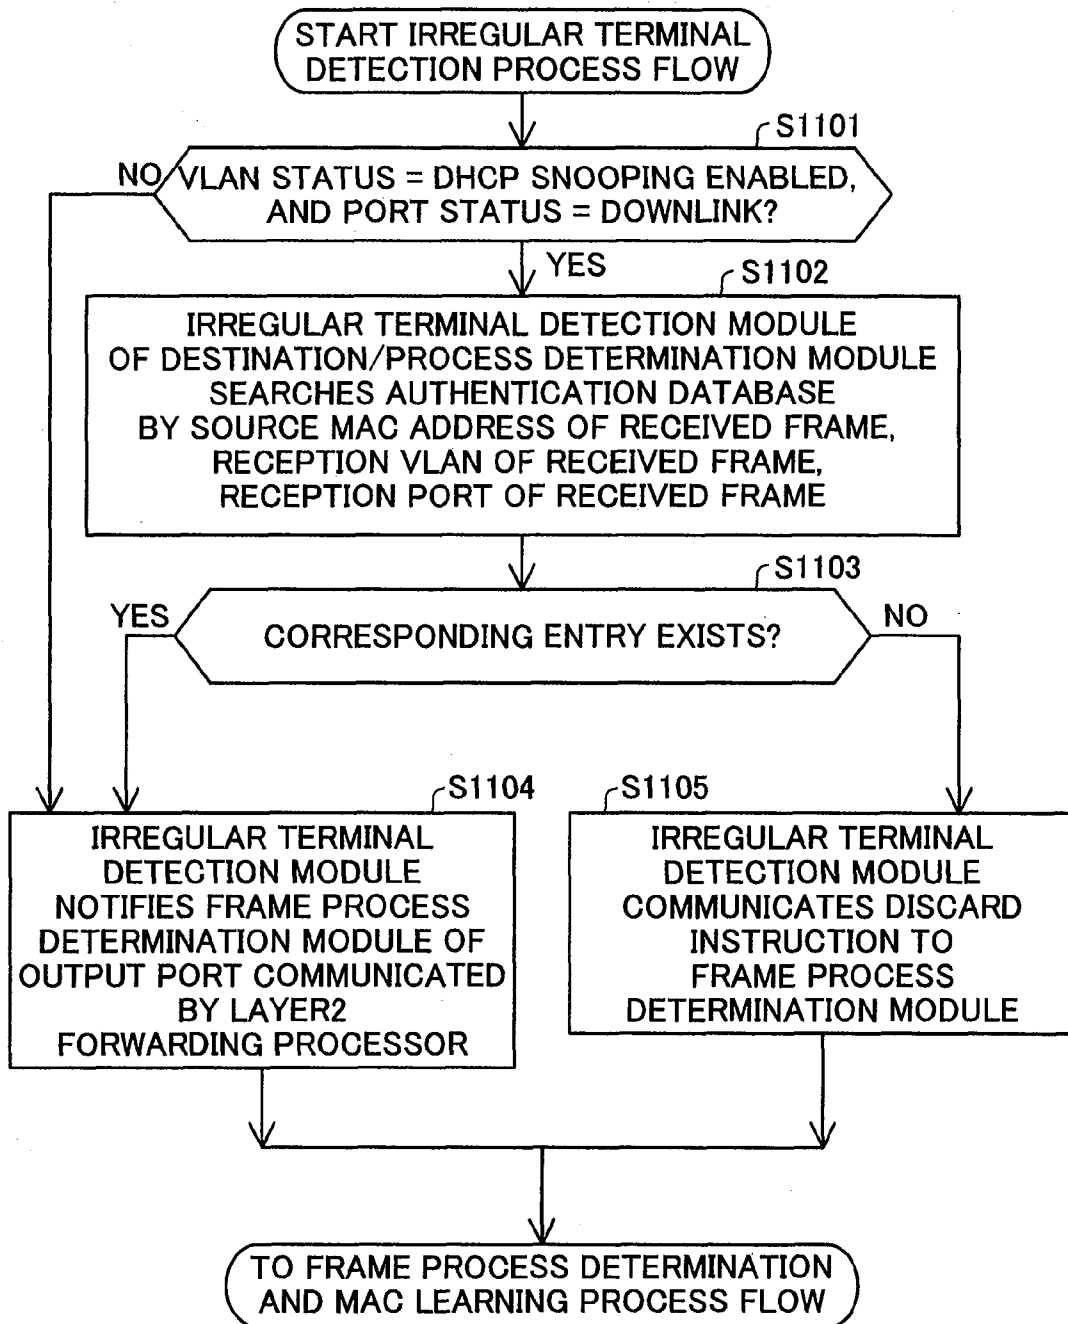 START IRREGULAR TERMINAL
DETECTION PROCESS FLOW
S1101
NO
VLAN STATUS = DHCP SNOOPING ENABLED,
AND PORT STATUS = DOWNLINK?
YES
S1102
IRREGULAR TERMINAL DETECTION MODULE
OF DESTINATION/PROCESS DETERMINATION MODULE
SEARCHES AUTHENTICATION DATABASE
BY SOURCE MAC ADDRESS OF RECEIVED FRAME,
RECEPTION VLAN OF RECEIVED FRAME,
RECEPTION PORT OF RECEIVED FRAME
S1103
YES
CORRESPONDING ENTRY EXISTS?
NO
S1104
IRREGULAR TERMINAL
DETECTION MODULE
NOTIFIES FRAME PROCESS
DETERMINATION MODULE OF
OUTPUT PORT COMMUNICATED
BY LAYER2
FORWARDING PROCESSOR
S1105
IRREGULAR TERMINAL
DETECTION MODULE
COMMUNICATES DISCARD
INSTRUCTION TO
FRAME PROCESS
DETERMINATION MODULE
TO FRAME PROCESS DETERMINATION
AND MAC LEARNING PROCESS FLOW